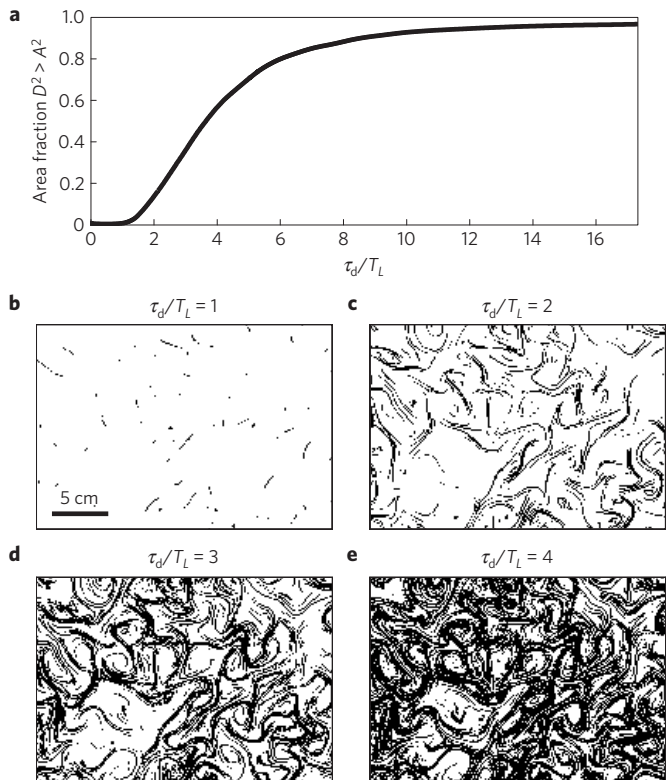 a
Area fraction D² > A²
1.0
0.8
0.6
0.4
0.2
0
0 2 4 6 8 10 12 14 16
τd/TL
b τd/TL = 1
c τd/TL = 2
5 cm
d τd/TL = 3
e τd/TL = 4